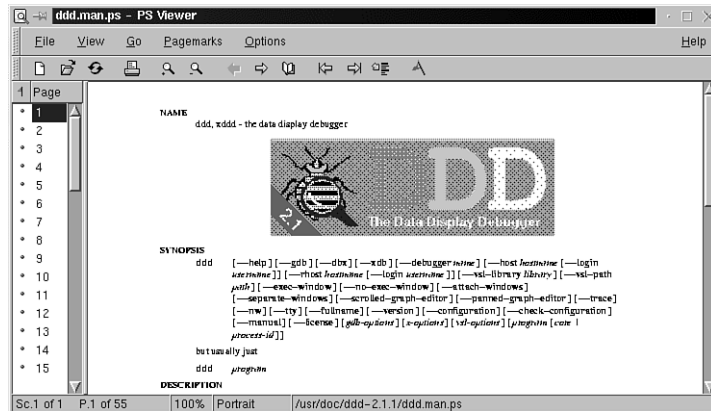 ddd.man.ps - PS Viewer
File View Go Pagemarks Options Help
1 Page
1
2
3
4
5
6
7
8
9
10
11
12
13
14
15
NAME
ddd, xddd - the data display debugger
DDD
2.1
The Data Display Debugger
SYNOPSIS
ddd [—help] [—gdb] [—dbx] [—xdb] [—debugger name] [—host hostname [—login
username]] [—rhost hostname [—login username]] [—vsl-library library] [—vsl-path
path] [—exec-window] [—no-exec-window] [—attach-windows]
[—separate-windows] [—scrolled-graph-editor] [—panned-graph-editor] [—trace]
[—nw] [—tty] [—fullname] [—version] [—configuration] [—check-configuration]
[—manual] [—license] [gdb-options] [x-options] [vsl-options] [program [core |
process-id]]
but usually just
ddd program
DESCRIPTION
Sc.1 of 1 P.1 of 55 100% Portrait /usr/doc/ddd-2.1.1/ddd.man.ps